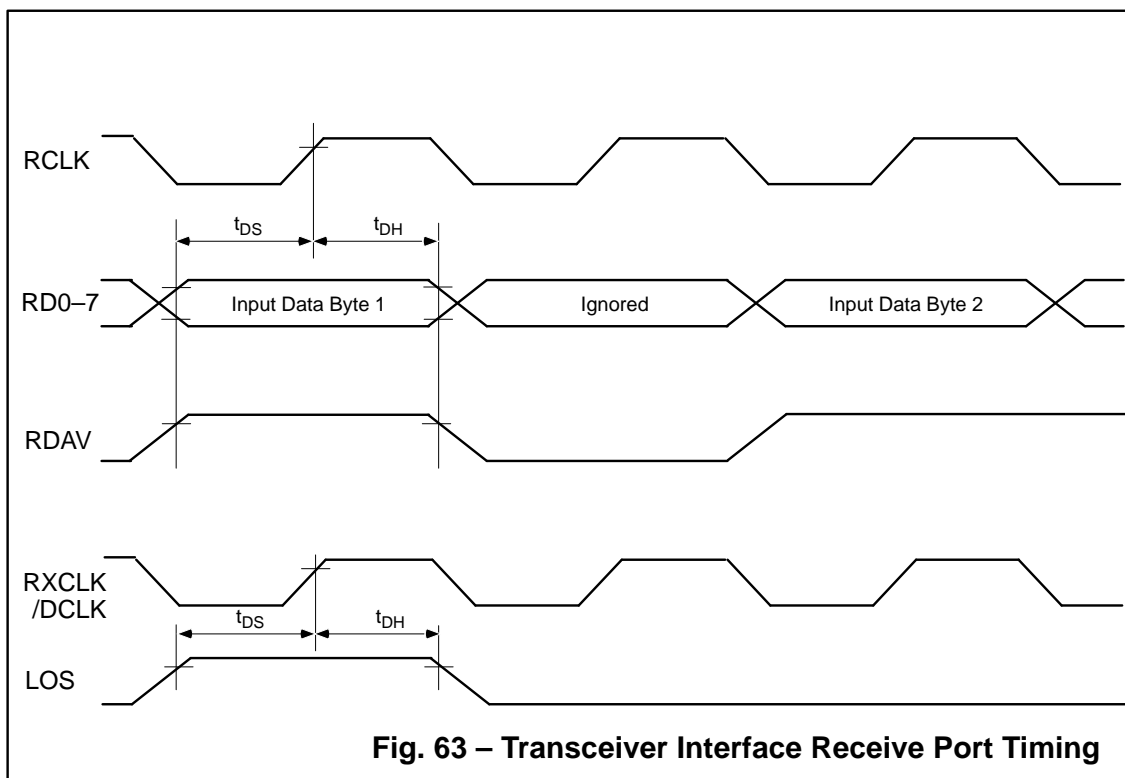 RCLK
tDS
tDH
RD0–7
Input Data Byte 1
Ignored
Input Data Byte 2
RDAV
RXCLK
/DCLK
tDS
tDH
LOS
Fig. 63 – Transceiver Interface Receive Port Timing